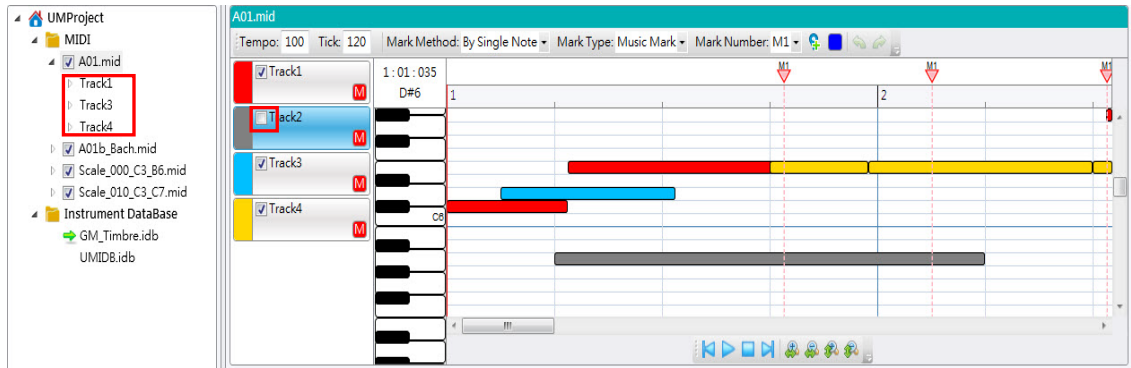 UMProject
MIDI
A01.mid
Track1
Track3
Track4
A01b_Bach.mid
Scale_000_C3_B6.mid
Scale_010_C3_C7.mid
Instrument DataBase
GM_Timbre.idb
UMIDB.idb
A01.mid
Tempo: 100 Tick: 120 Mark Method: By Single Note Mark Type: Music Mark Mark Number: M1
Track1
M
Track2
M
Track3
M
Track4
M
1 : 01 : 035
D#6
M1 M1 M1
1 2
C6